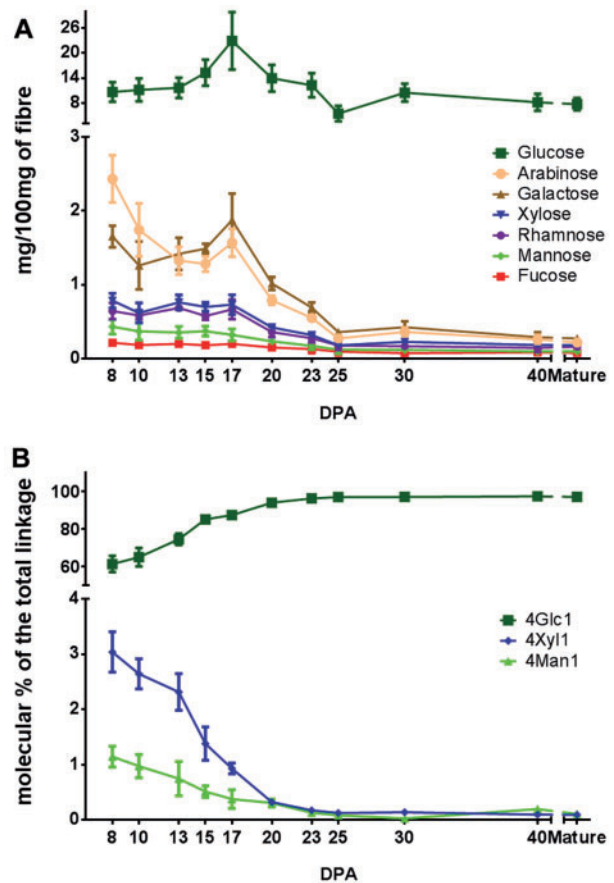 A
mg/100mg of fibre
26
20
14
8
3
2
1
0
Glucose
Arabinose
Galactose
Xylose
Rhamnose
Mannose
Fucose
8 10 13 15 17 20 23 25 30 40 Mature
DPA
B
molecular % of the total linkage
100
80
60
4
3
2
1
0
4Glc1
4Xyl1
4Man1
8 10 13 15 17 20 23 25 30 40 Mature
DPA